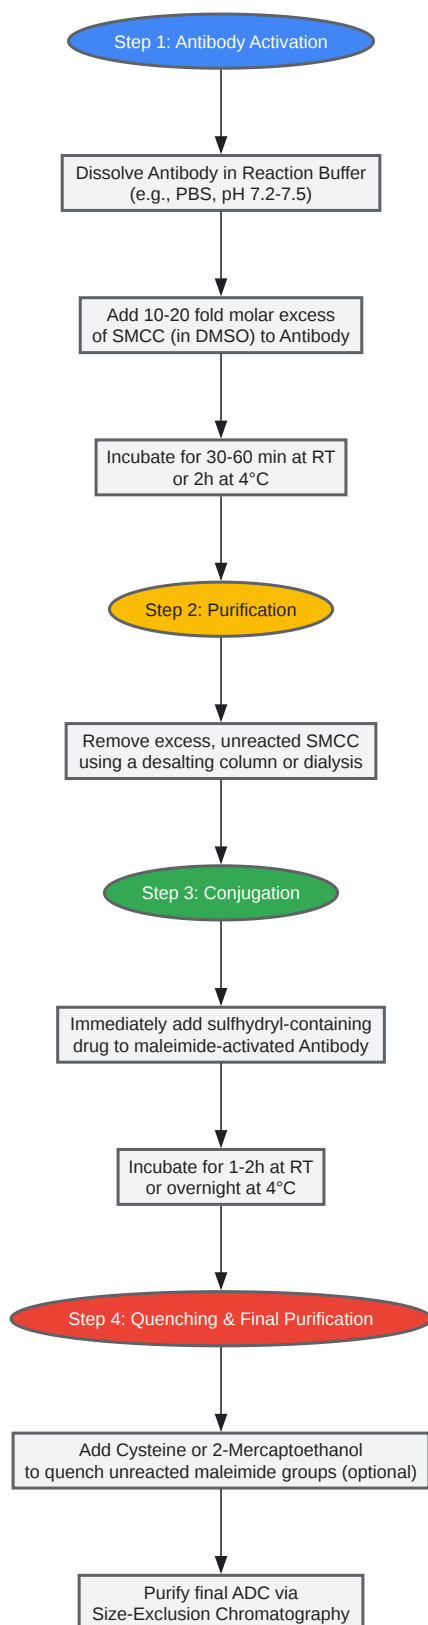 Step 1: Antibody Activation
Dissolve Antibody in Reaction Buffer
(e.g., PBS, pH 7.2-7.5)
Add 10-20 fold molar excess
of SMCC (in DMSO) to Antibody
Incubate for 30-60 min at RT
or 2h at 4°C
Step 2: Purification
Remove excess, unreacted SMCC
using a desalting column or dialysis
Step 3: Conjugation
Immediately add sulfhydryl-containing
drug to maleimide-activated Antibody
Incubate for 1-2h at RT
or overnight at 4°C
Step 4: Quenching & Final Purification
Add Cysteine or 2-Mercaptoethanol
to quench unreacted maleimide groups (optional)
Purify final ADC via
Size-Exclusion Chromatography